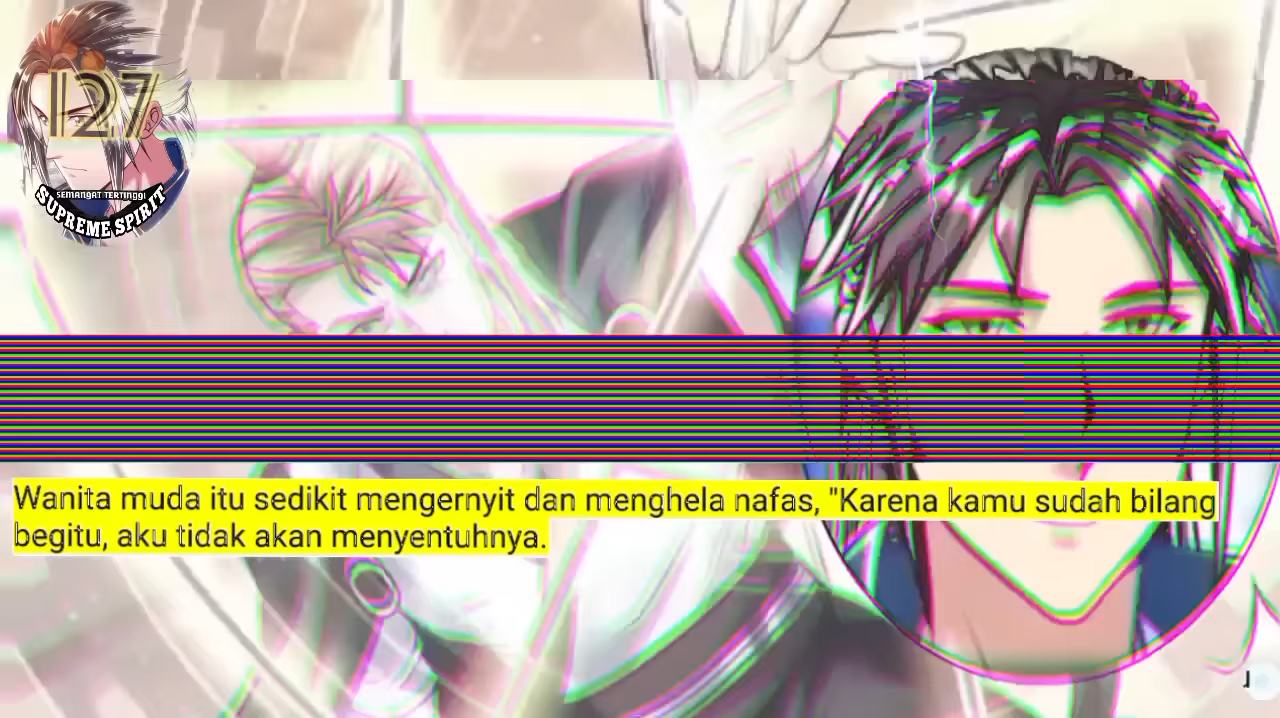 127
SEMANGAT TERTINGGI
SUPREME SPIRIT
Wanita muda itu sedikit mengernyit dan menghela nafas, "Karena kamu sudah bilang
begitu, aku tidak akan menyentuhnya.